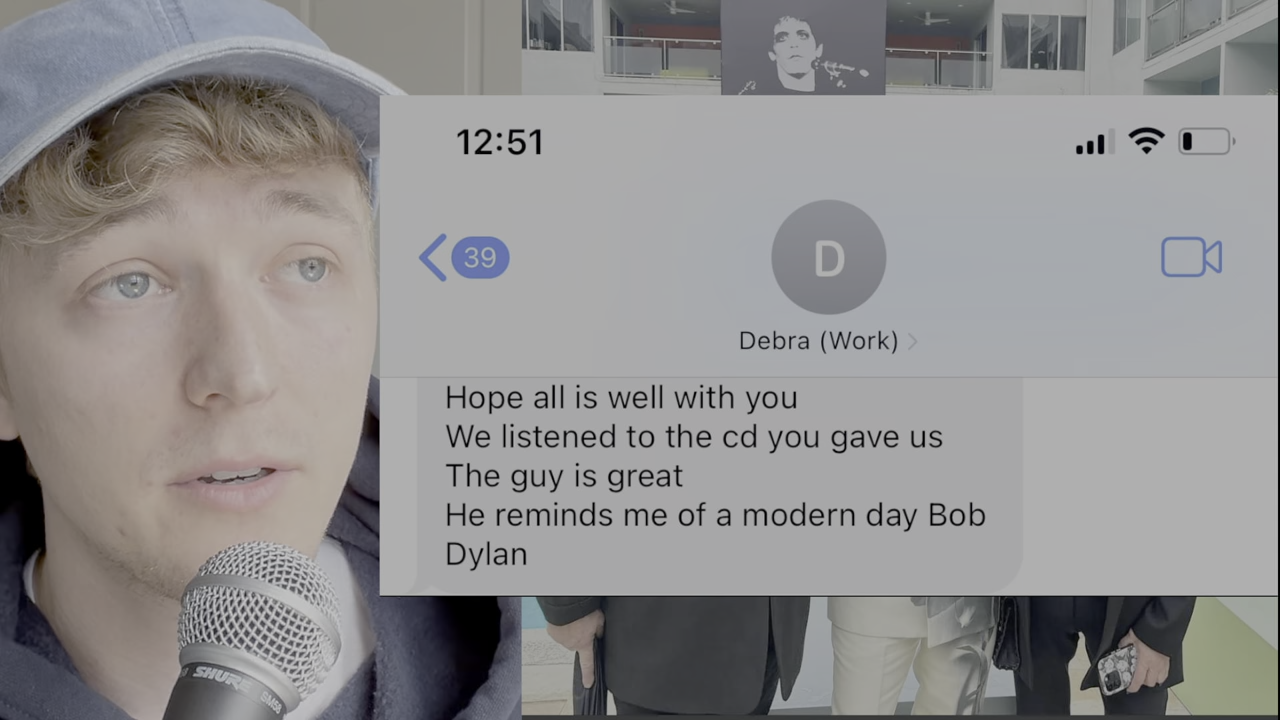 12:51
39
D
Debra (Work)
Hope all is well with you
We listened to the cd you gave us
The guy is great
He reminds me of a modern day Bob
Dylan
SHURE
SM58